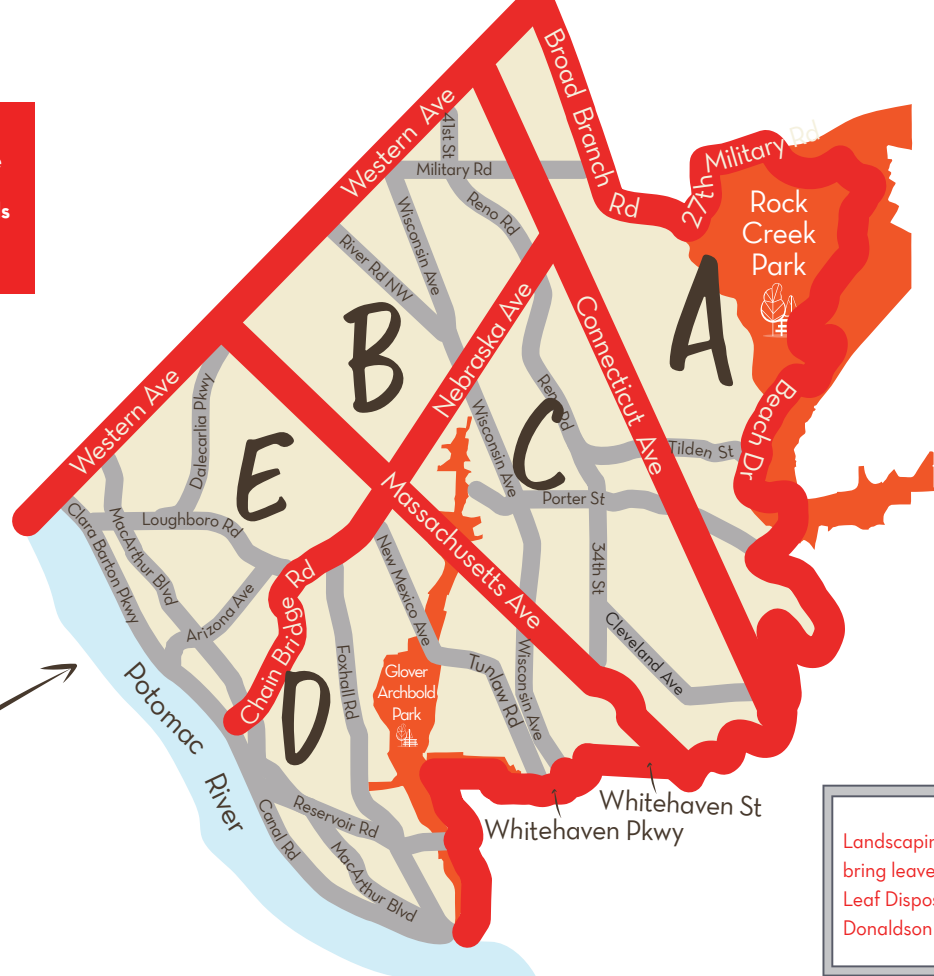 s
Broad Branch Rd
27th
Military Rd
Western Ave
41st St
Military Rd
Rock
Creek
Park
Reno Rd
Wisconsin Ave
River Rd NW
A
B
Nebraska Ave
Connecticut Ave
Western Ave
Dalecarlia Pkwy
E
C
Reno Rd
Wisconsin Ave
Tilden St
Beach Dr
Massachusetts Ave
Porter St
Clara Barton Pkwy
MacArthur Blvd
Loughboro Rd
New Mexico Ave
34th St
Chain Bridge Rd
Arizona Ave
Cleveland Ave
Foxhall Rd
Glover
Archbold
Park
Tunlaw Rd
Wisconsin Ave
D
Potomac River
Whitehaven St
Whitehaven Pkwy
Canal Rd
Reservoir Rd
MacArthur Blvd
Landscapin
bring leave
Leaf Dispos
Donaldson